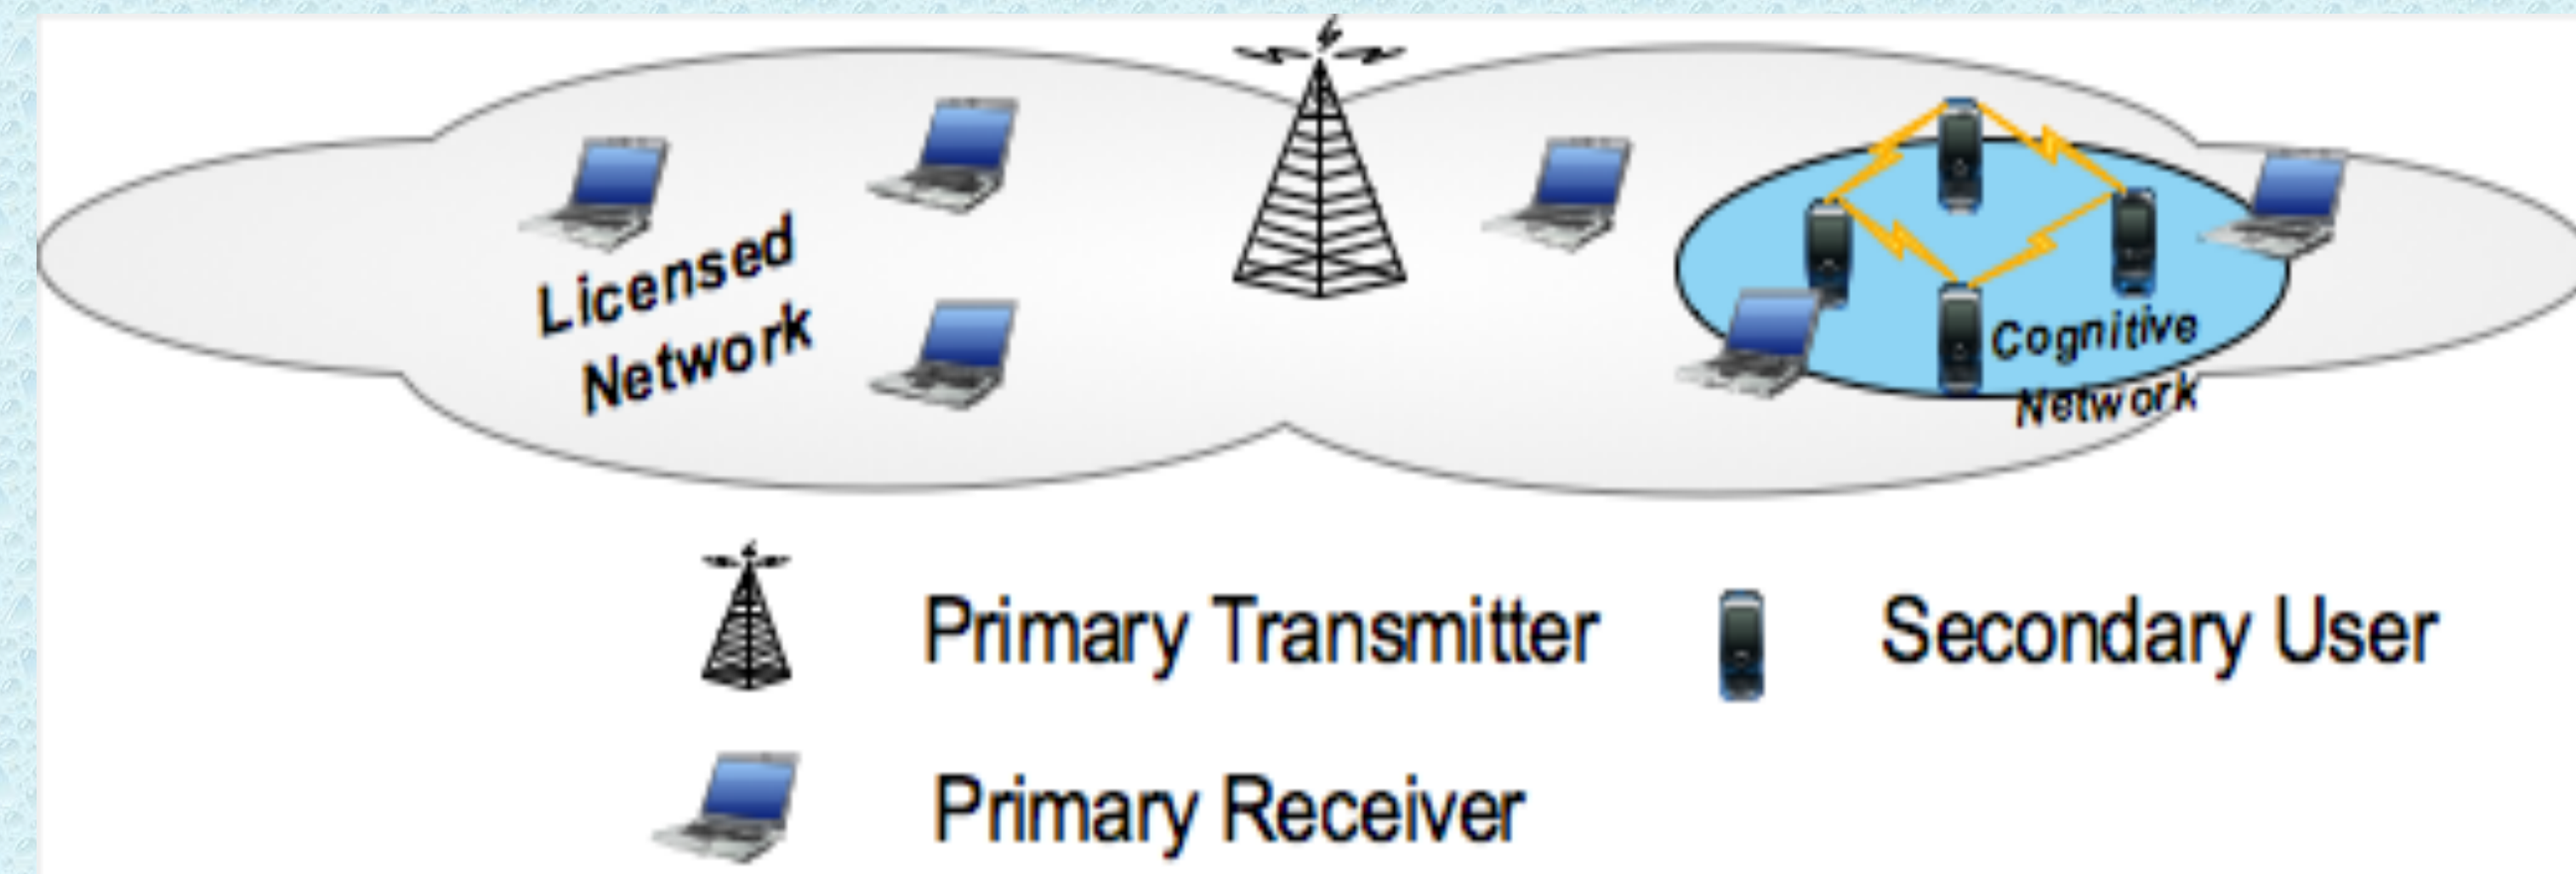 Licensed
Network
Cognitive
Network
Primary Transmitter
Secondary User
Primary Receiver